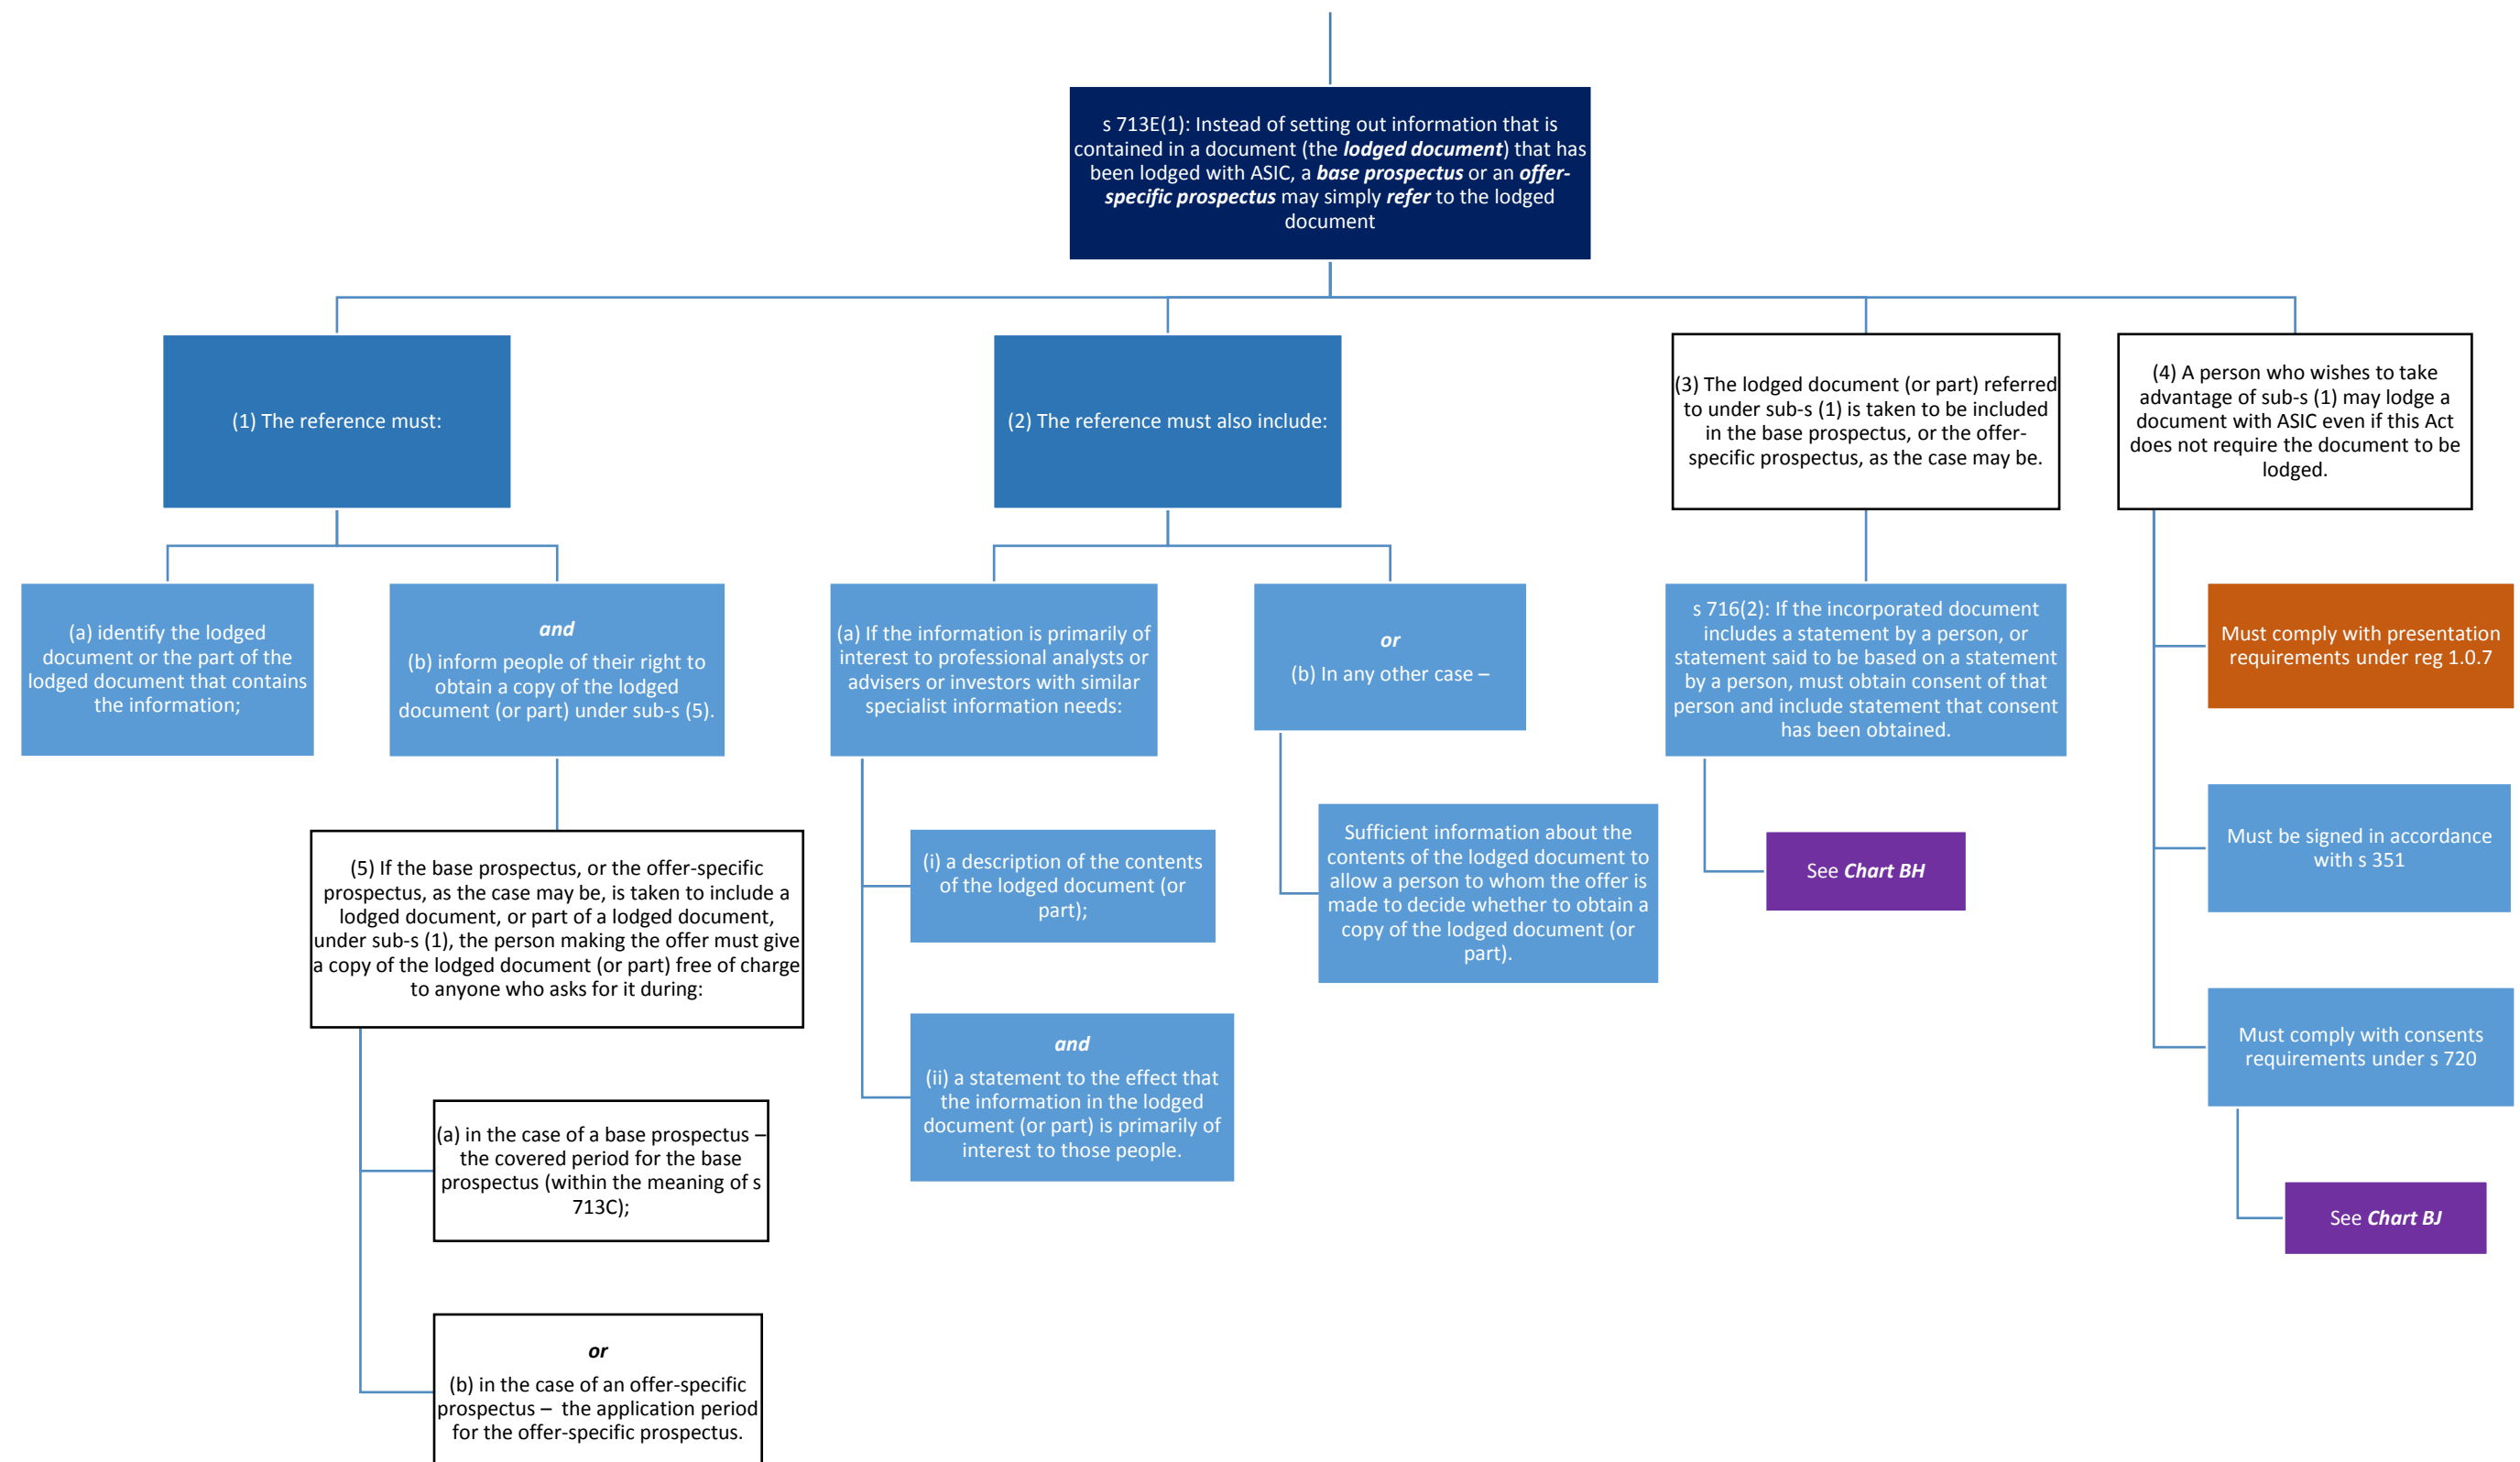 s 713E(1): Instead of setting out information that is
contained in a document (the lodged document) that has
been lodged with ASIC, a base prospectus or an offer-
specific prospectus may simply refer to the lodged
document
(1) The reference must:
(a) identify the lodged
document or the part of the
lodged document that contains
the information;
and
(b) inform people of their right to
obtain a copy of the lodged
document (or part) under sub-s (5).
(5) If the base prospectus, or the offer-specific
prospectus, as the case may be, is taken to include a
lodged document, or part of a lodged document,
under sub-s (1), the person making the offer must give
a copy of the lodged document (or part) free of charge
to anyone who asks for it during:
(a) in the case of a base prospectus –
the covered period for the base
prospectus (within the meaning of s
713C);
or
(b) in the case of an offer-specific
prospectus – the application period
for the offer-specific prospectus.
(2) The reference must also include:
(a) If the information is primarily of
interest to professional analysts or
advisers or investors with similar
specialist information needs:
(i) a description of the contents
of the lodged document (or
part);
and
(ii) a statement to the effect that
the information in the lodged
document (or part) is primarily of
interest to those people.
or
(b) In any other case –
Sufficient information about the
contents of the lodged document to
allow a person to whom the offer is
made to decide whether to obtain a
copy of the lodged document (or
part).
(3) The lodged document (or part) referred
to under sub-s (1) is taken to be included
in the base prospectus, or the offer-
specific prospectus, as the case may be.
s 716(2): If the incorporated document
includes a statement by a person, or
statement said to be based on a statement
by a person, must obtain consent of that
person and include statement that consent
has been obtained.
See Chart BH
(4) A person who wishes to take
advantage of sub-s (1) may lodge a
document with ASIC even if this Act
does not require the document to be
lodged.
Must comply with presentation
requirements under reg 1.0.7
Must be signed in accordance
with s 351
Must comply with consents
requirements under s 720
See Chart BJ